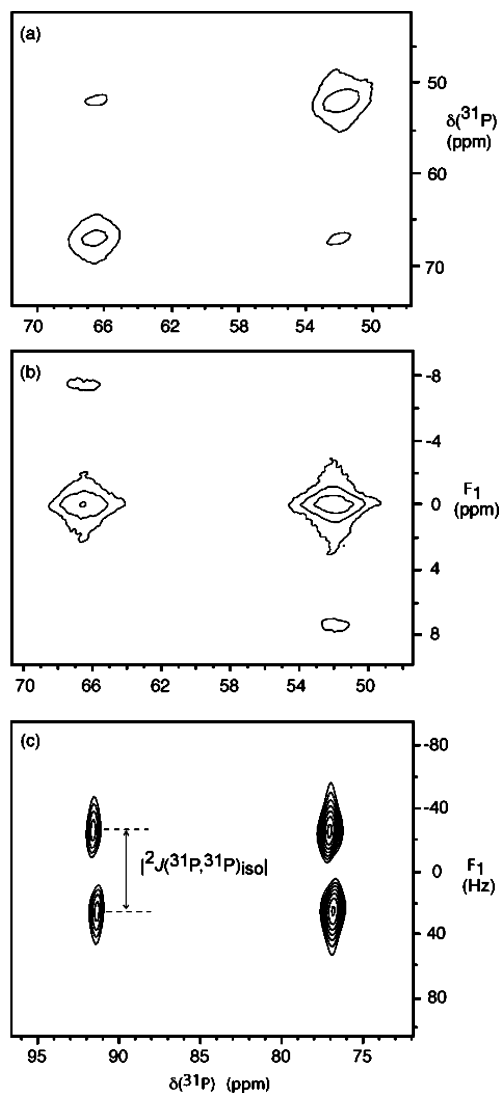 (a)
50
δ(31P)
(ppm)
60
70
70 66 62 58 54 50
(b)
-8
-4
0
F1
(ppm)
4
8
70 66 62 58 54 50
(c)
-80
-40
|²J(³¹P,³¹P)iso|
0
F1
(Hz)
40
80
95 90 85 80 75
δ(³¹P) (ppm)